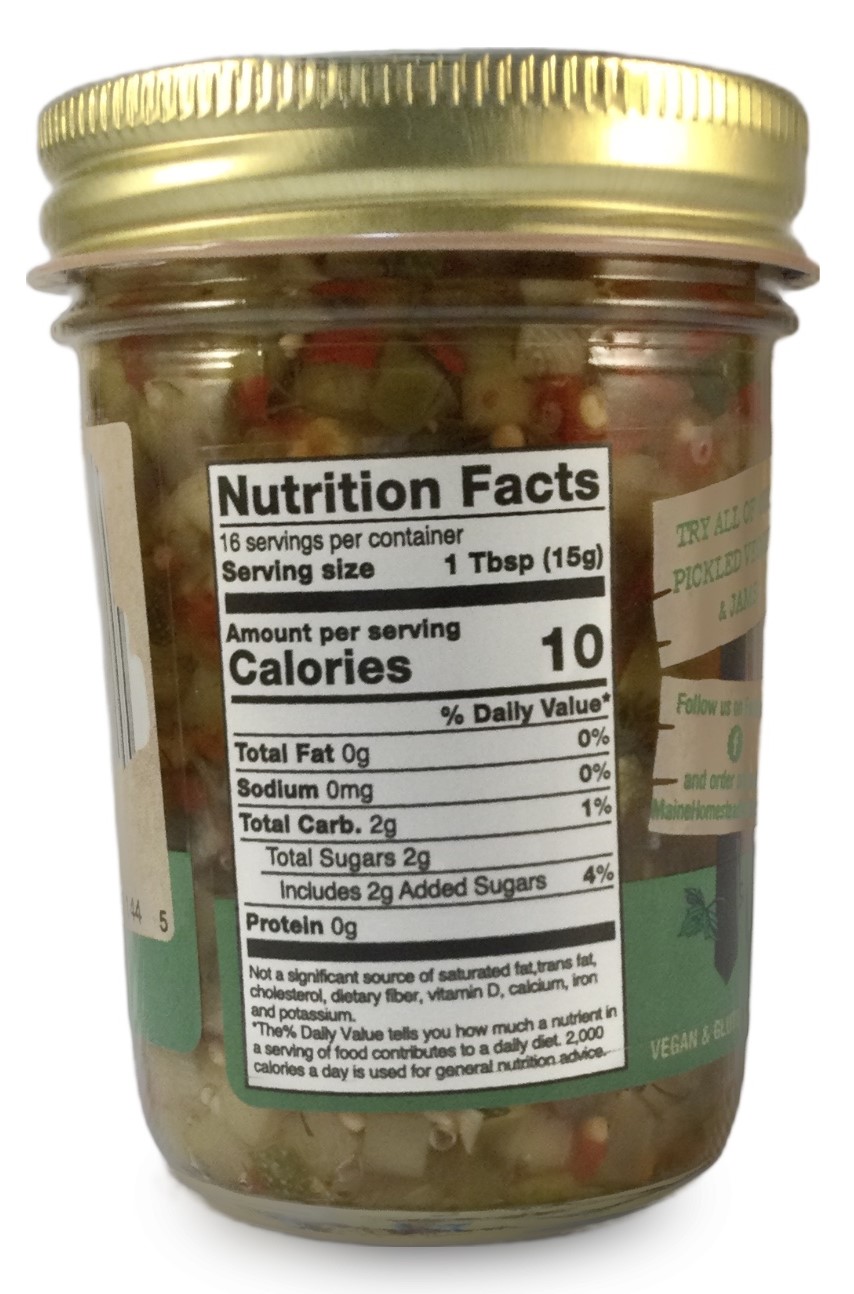 Nutrition Facts
16 servings per container
Serving size 1 Tbsp (15g)
Amount per serving
Calories 10
% Daily Value*
Total Fat 0g 0%
Sodium 0mg 0%
Total Carb. 2g 1%
Total Sugars 2g
Includes 2g Added Sugars 4%
Protein 0g
Not a significant source of saturated fat,trans fat,
cholesterol, dietary fiber, vitamin D, calcium, iron
and potassium.
*The% Daily Value tells you how much a nutrient in
a serving of food contributes to a daily diet. 2,000
calories a day is used for general nutrition advice.
44 5
TRY ALL OF
PICKLED
& JAMS
Follow us on
f
and order
VEGAN &